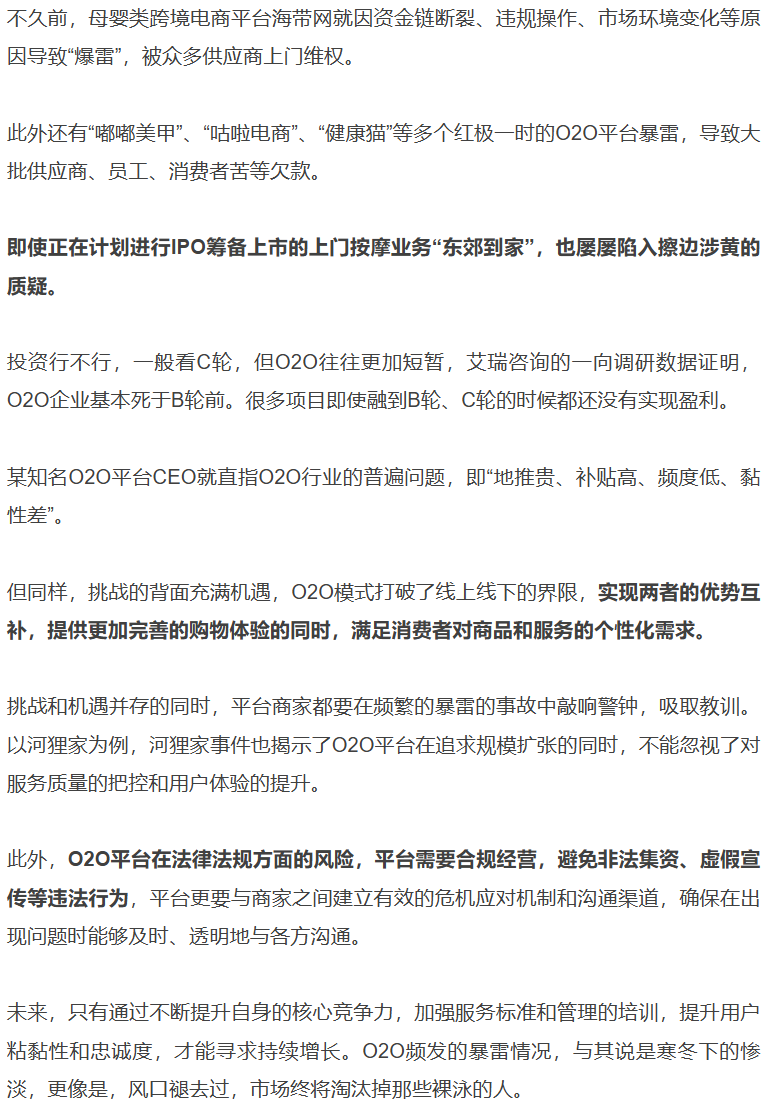 不久前，母婴类跨境电商平台海带网就因资金链断裂、违规操作、市场环境变化等原
因导致“爆雷”，被众多供应商上门维权。
此外还有“嘟嘟美甲”、“咕啦电商”、“健康猫”等多个红极一时的O2O平台暴雷，导致大
批供应商、员工、消费者苦等欠款。
即使正在计划进行IPO筹备上市的上门按摩业务“东郊到家”，也屡屡陷入擦边涉黄的
质疑。
投资行不行，一般看C轮，但O2O往往更加短暂，艾瑞咨询的一向调研数据证明，
O2O企业基本死于B轮前。很多项目即使融到B轮、C轮的时候都还没有实现盈利。
某知名O2O平台CEO就直指O2O行业的普遍问题，即“地推贵、补贴高、频度低、黏
性差”。
但同样，挑战的背面充满机遇，O2O模式打破了线上线下的界限，实现两者的优势互
补，提供更加完善的购物体验的同时，满足消费者对商品和服务的个性化需求。
挑战和机遇并存的同时，平台商家都要在频繁的暴雷的事故中敲响警钟，吸取教训。
以河狸家为例，河狸家事件也揭示了O2O平台在追求规模扩张的同时，不能忽视了对
服务质量的把控和用户体验的提升。
此外，O2O平台在法律法规方面的风险，平台需要合规经营，避免非法集资、虚假宣
传等违法行为，平台更要与商家之间建立有效的危机应对机制和沟通渠道，确保在出
现问题时能够及时、透明地与各方沟通。
未来，只有通过不断提升自身的核心竞争力，加强服务标准和管理的培训，提升用户
粘黏性和忠诚度，才能寻求持续增长。O2O频发的暴雷情况，与其说是寒冬下的惨
淡，更像是，风口褪去过，市场终将淘汰掉那些裸泳的人。